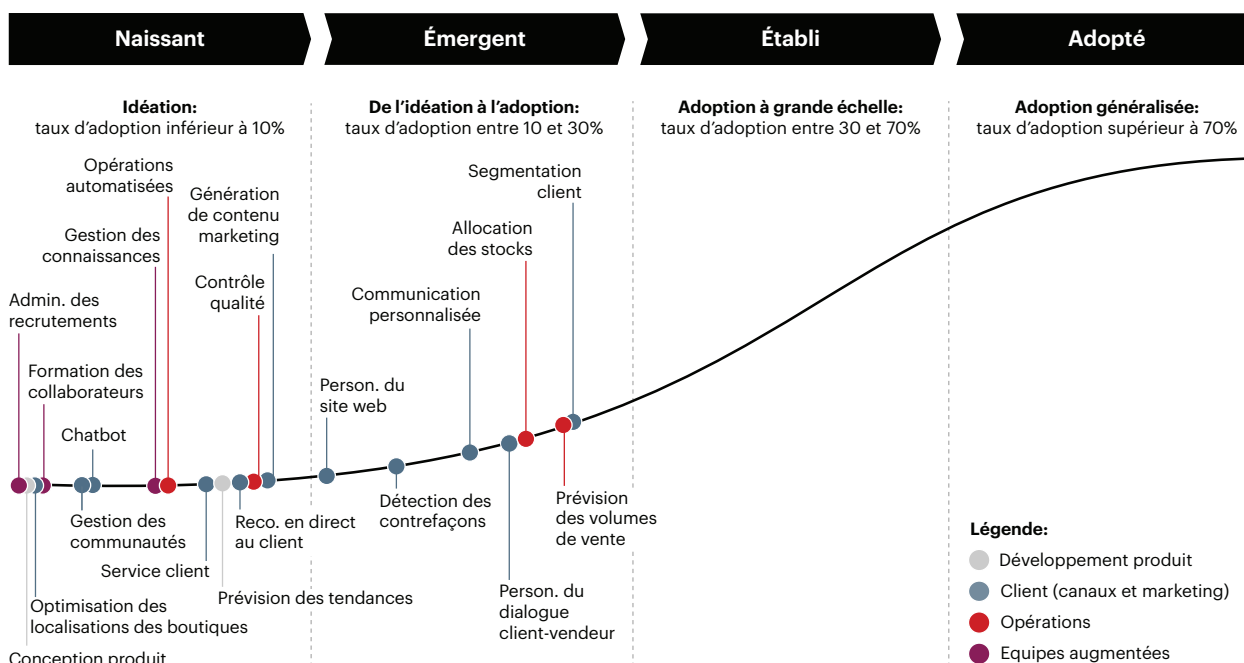 Naissant
Émergent
Établi
Adopté
Idéation:
taux d'adoption inférieur à 10%
De l'idéation à l'adoption:
taux d'adoption entre 10 et 30%
Adoption à grande échelle:
taux d'adoption entre 30 et 70%
Adoption généralisée:
taux d'adoption supérieur à 70%
Opérations
automatisées
Génération
de contenu
marketing
Gestion des
connaissances
Contrôle
qualité
Admin. des
recrutements
Formation des
collaborateurs
Chatbot
Gestion des
communautés
Service client
Reco. en direct
au client
Prévision des tendances
Optimisation des
localisations des boutiques
Conception produit
Segmentation
client
Allocation
des stocks
Communication
personnalisée
Person. du
site web
Détection des
contrefaçons
Prévision
des volumes
de vente
Person. du
dialogue
client-vendeur
Légende:
Développement produit
Client (canaux et marketing)
Opérations
Equipes augmentées